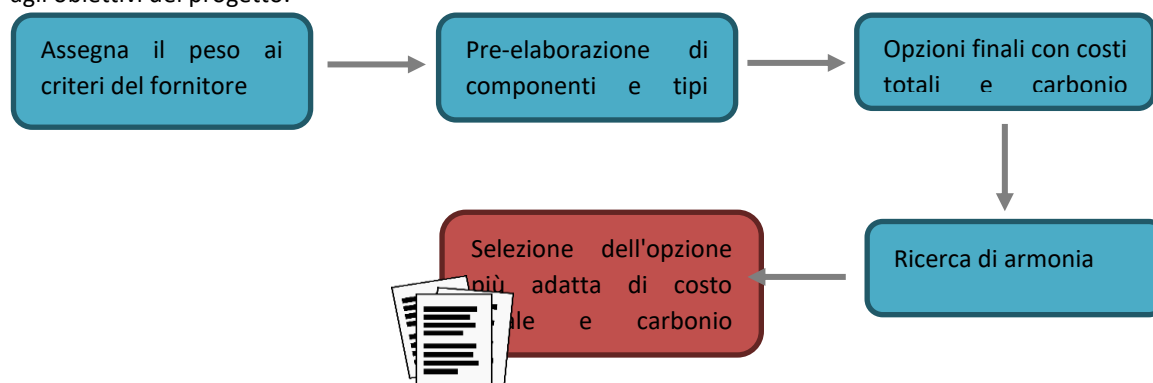 agli obiettivi del progetto.
Assegna il peso ai
criteri del fornitore
Pre-elaborazione di
componenti e tipi
Opzioni finali con costi
totali e carbonio
Ricerca di armonia
Selezione dell'opzione
più adatta di costo
e carbonio